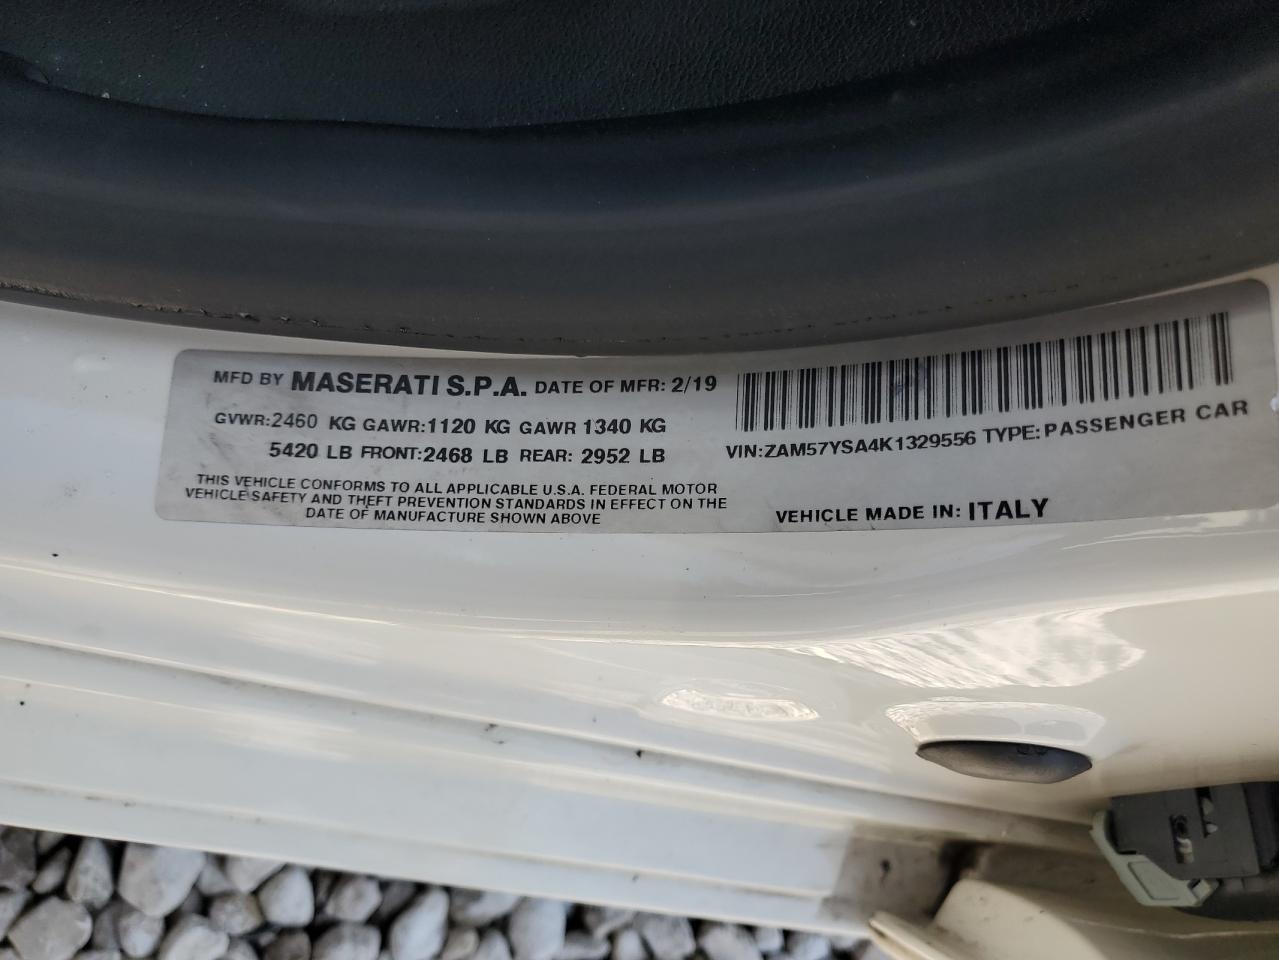 MFD BY MASERATI S.P.A. DATE OF MFR: 2/19
GVWR:2460 KG GAWR:1120 KG GAWR 1340 KG
5420 LB FRONT:2468 LB REAR: 2952 LB
THIS VEHICLE CONFORMS TO ALL APPLICABLE U.S.A. FEDERAL MOTOR
VEHICLE SAFETY AND THEFT PREVENTION STANDARDS IN EFFECT ON THE
DATE OF MANUFACTURE SHOWN ABOVE
VIN:ZAM57YSA4K1329556 TYPE:PASSENGER CAR
VEHICLE MADE IN: ITALY